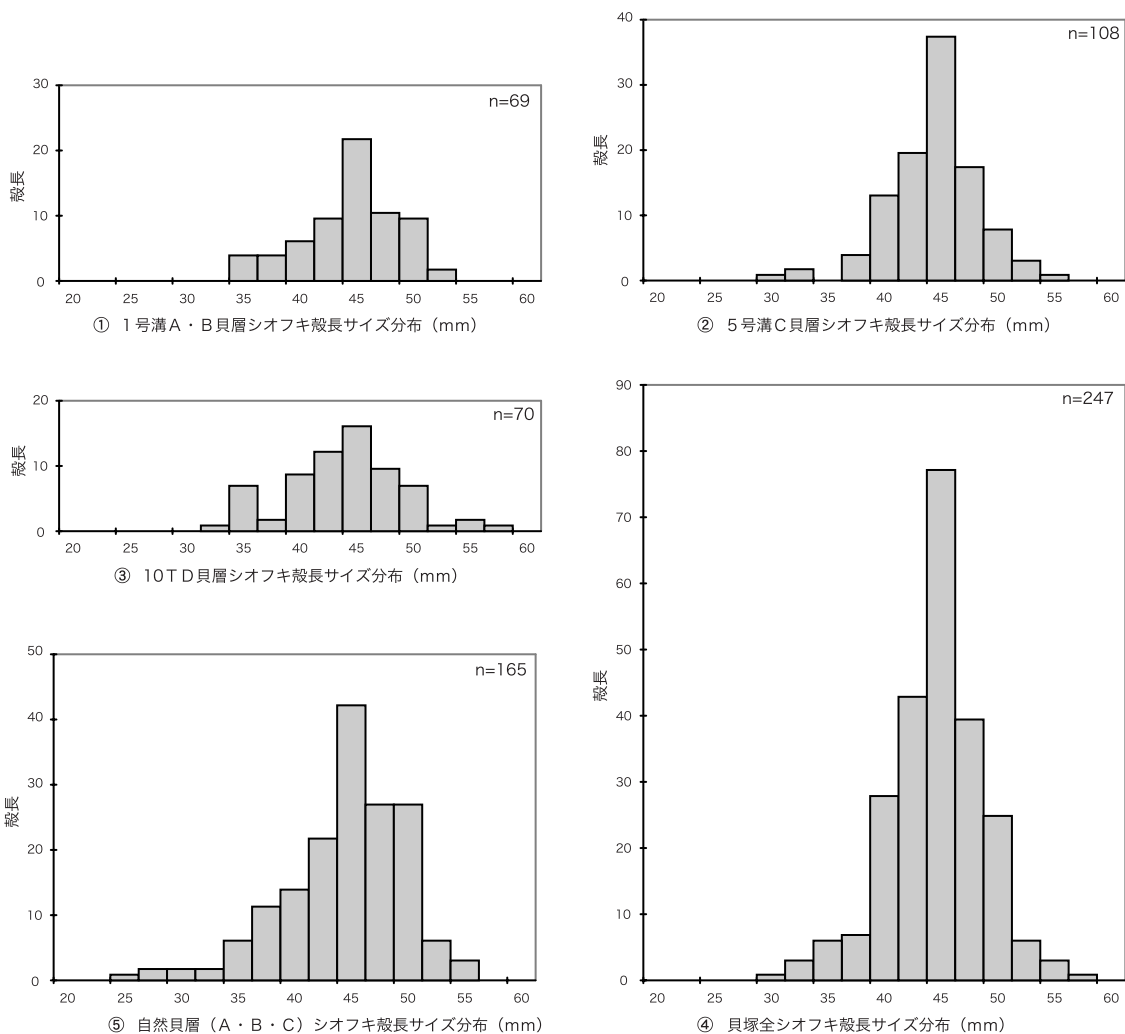 n=69
30
20
10
0
殻長
20 25 30 35 40 45 50 55 60
① 1号溝A・B貝層シオフキ殻長サイズ分布（mm）
n=108
40
30
20
10
0
殻長
20 25 30 35 40 45 50 55 60
② 5号溝C貝層シオフキ殻長サイズ分布（mm）
n=70
20
10
0
殻長
20 25 30 35 40 45 50 55 60
③ 10TD貝層シオフキ殻長サイズ分布（mm）
n=247
90
80
70
60
50
40
30
20
10
0
殻長
20 25 30 35 40 45 50 55 60
④ 貝塚全シオフキ殻長サイズ分布（mm）
n=165
50
40
30
20
10
0
殻長
20 25 30 35 40 45 50 55 60
⑤ 自然貝層（A・B・C）シオフキ殻長サイズ分布（mm）